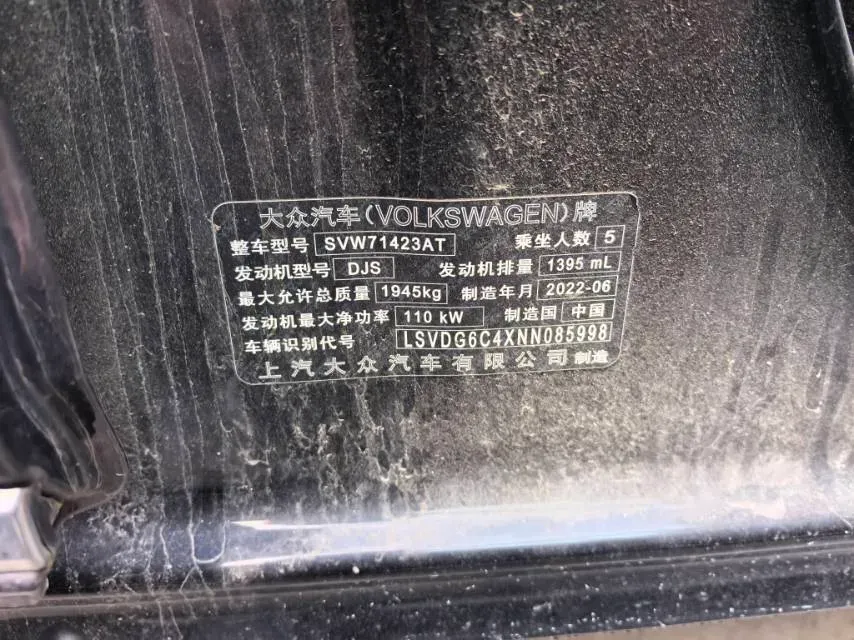 大众汽车(VOLKSWAGEN)牌
整车型号 SVW71423AT 乘坐人数 5
发动机型号 DJS 发动机排量 1395 mL
最大允许总质量 1945kg 制造年月 2022-06
发动机最大净功率 110 kW 制造国 中国
车辆识别代号 LSVDG6C4XNN085998
上汽大众汽车有限公司 制造